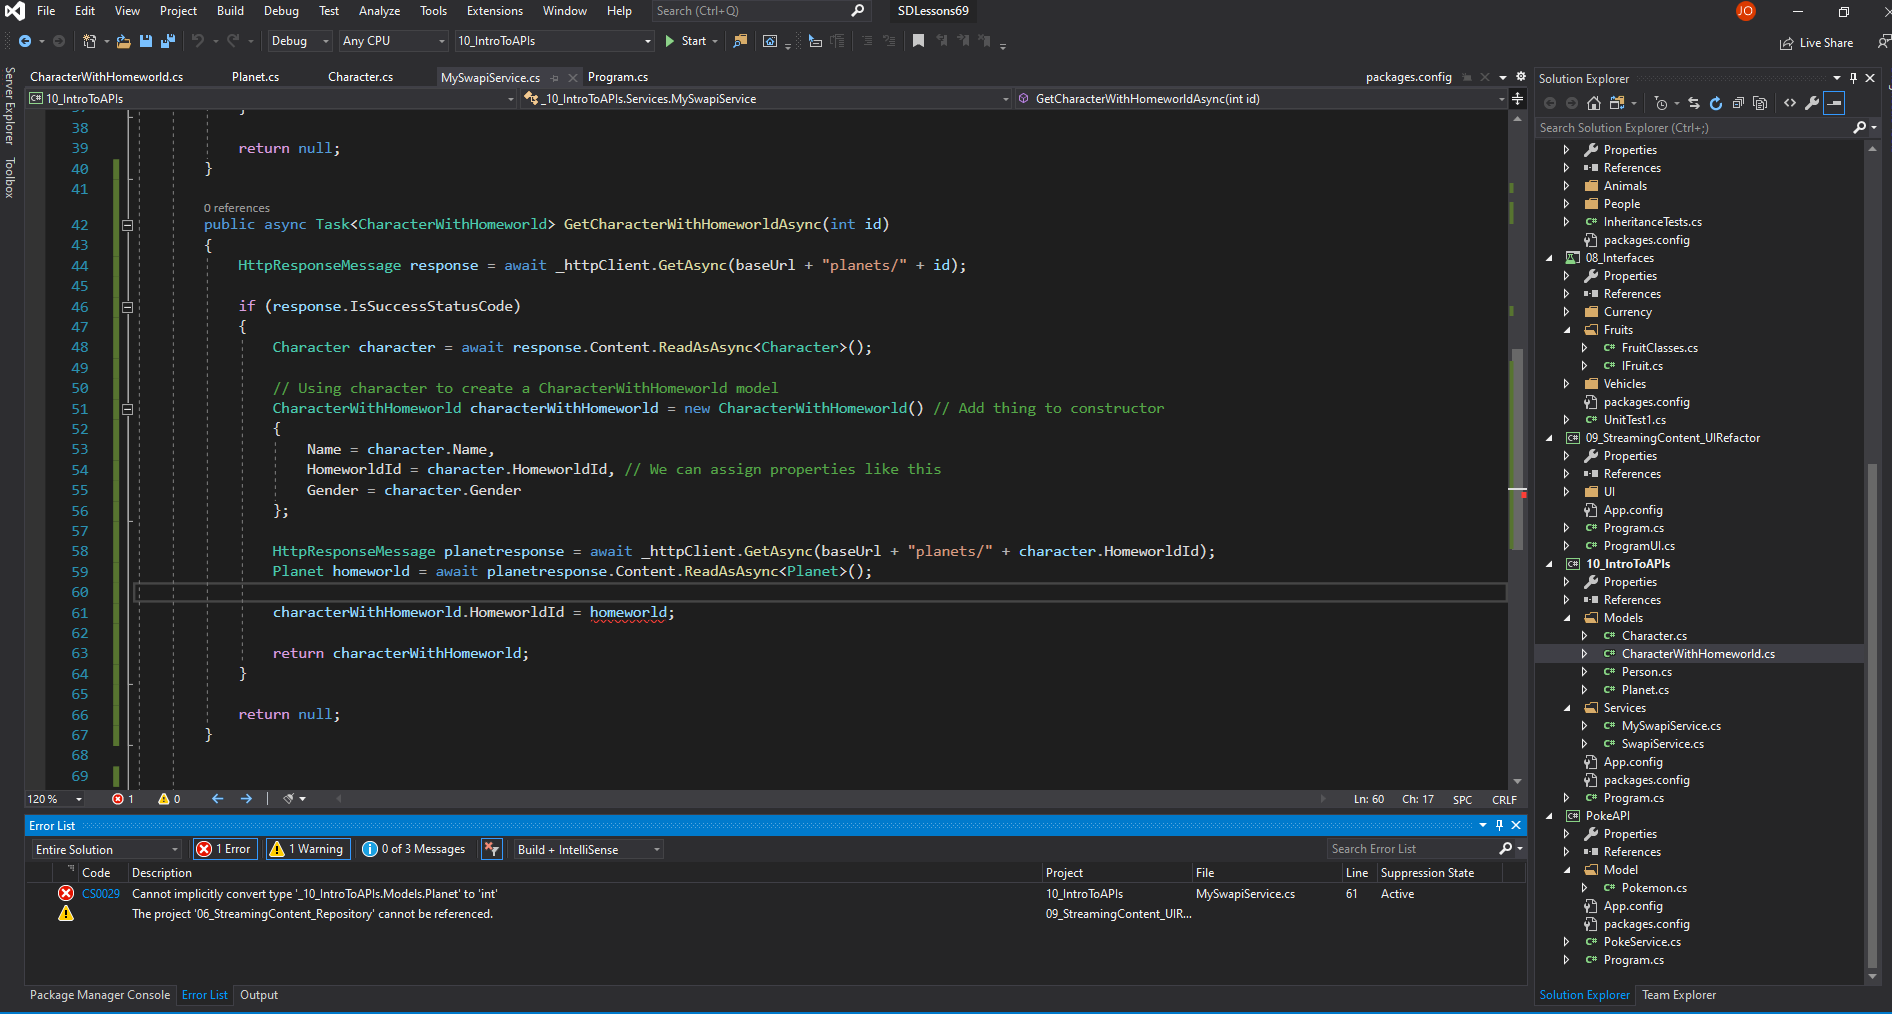 File Edit View Project Build Debug Test Analyze Tools Extensions Window Help Search (Ctrl+Q) SDLessons69 JO
Debug Any CPU 10_IntroToAPIs Start Live Share
Server Explorer
Toolbox
CharacterWithHomeworld.cs Planet.cs Character.cs MySwapiService.cs Program.cs packages.config
10_IntroToAPIs _10_IntroToAPIs.Services.MySwapiService GetCharacterWithHomeworldAsync(int id)
38
39 return null;
40 }
41
0 references
42 public async Task<CharacterWithHomeworld> GetCharacterWithHomeworldAsync(int id)
43 {
44 HttpResponseMessage response = await _httpClient.GetAsync(baseUrl + "planets/" + id);
45
46 if (response.IsSuccessStatusCode)
47 {
48 Character character = await response.Content.ReadAsAsync<Character>();
49
50 // Using character to create a CharacterWithHomeworld model
51 CharacterWithHomeworld characterWithHomeworld = new CharacterWithHomeworld() // Add thing to constructor
52 {
53 Name = character.Name,
54 HomeworldId = character.HomeworldId, // We can assign properties like this
55 Gender = character.Gender
56 };
57
58 HttpResponseMessage planetresponse = await _httpClient.GetAsync(baseUrl + "planets/" + character.HomeworldId);
59 Planet homeworld = await planetresponse.Content.ReadAsAsync<Planet>();
60
61 characterWithHomeworld.HomeworldId = homeworld;
62
63 return characterWithHomeworld;
64 }
65
66 return null;
67 }
68
69
120 % 1 0 Ln: 60 Ch: 17 SPC CRLF
Error List
Entire Solution 1 Error 1 Warning 0 of 3 Messages Build + IntelliSense Search Error List
Code Description Project File Line Suppression State
CS0029 Cannot implicitly convert type '_10_IntroToAPIs.Models.Planet' to 'int' 10_IntroToAPIs MySwapiService.cs 61 Active
The project '06_StreamingContent_Repository' cannot be referenced. 09_StreamingContent_UIR...
Package Manager Console Error List Output
Solution Explorer
Search Solution Explorer (Ctrl+;)
Properties
References
Animals
People
InheritanceTests.cs
packages.config
08_Interfaces
Properties
References
Currency
Fruits
FruitClasses.cs
IFruit.cs
Vehicles
packages.config
UnitTest1.cs
09_StreamingContent_UIRefactor
Properties
References
UI
App.config
Program.cs
ProgramUI.cs
10_IntroToAPIs
Properties
References
Models
Character.cs
CharacterWithHomeworld.cs
Person.cs
Planet.cs
Services
MySwapiService.cs
SwapiService.cs
App.config
packages.config
Program.cs
PokeAPI
Properties
References
Model
Pokemon.cs
App.config
packages.config
PokeService.cs
Program.cs
Solution Explorer Team Explorer